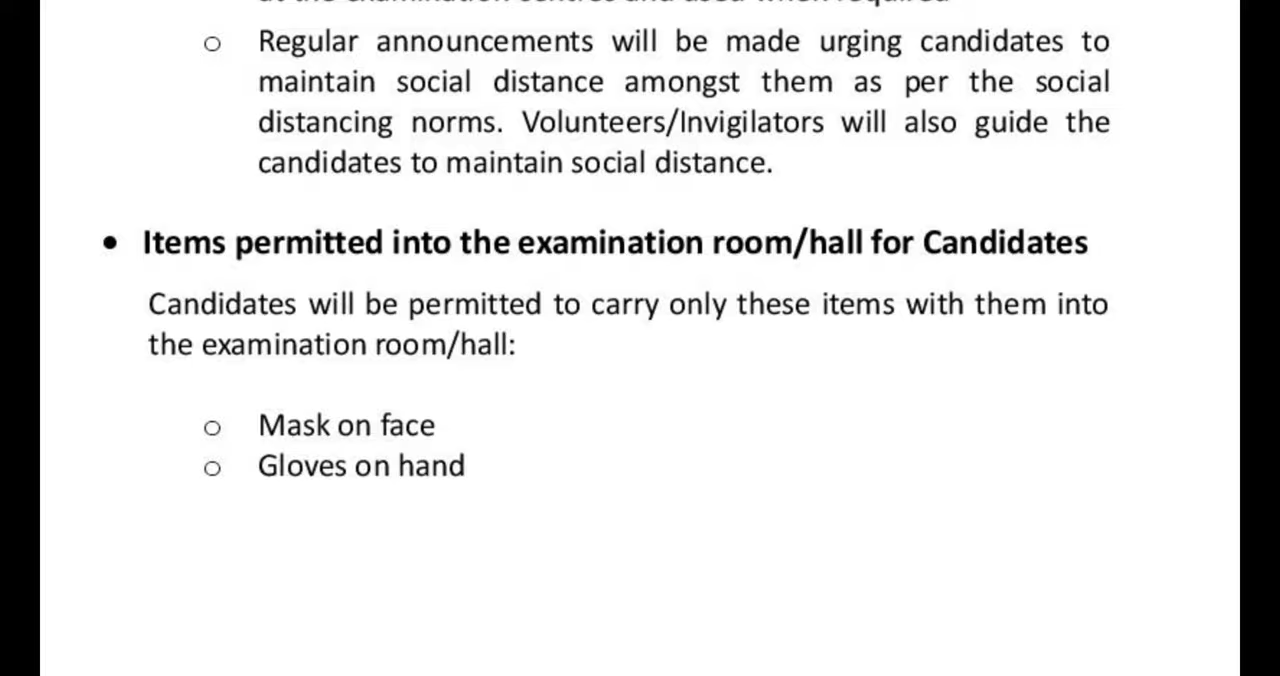 ○ Regular announcements will be made urging candidates to
maintain social distance amongst them as per the social
distancing norms. Volunteers/Invigilators will also guide the
candidates to maintain social distance.
• Items permitted into the examination room/hall for Candidates
Candidates will be permitted to carry only these items with them into
the examination room/hall:
○ Mask on face
○ Gloves on hand